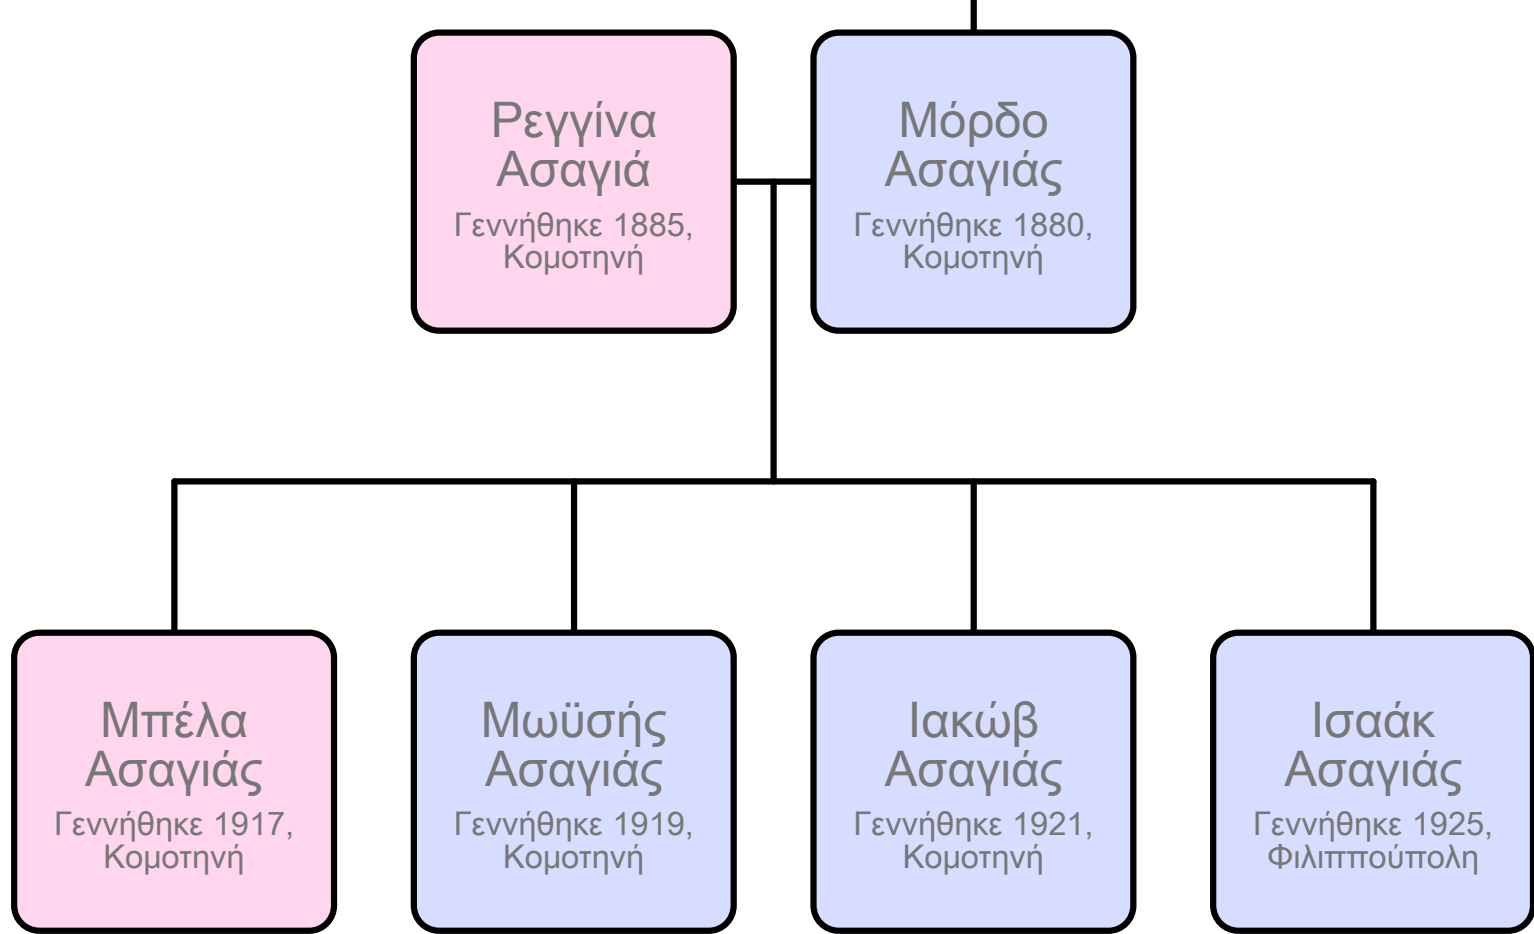 Ρεγγίνα
Ασαγιά
Γεννήθηκε 1885,
Κομοτηνή
Μόρδο
Ασαγιάς
Γεννήθηκε 1880,
Κομοτηνή
Μπέλα
Ασαγιάς
Γεννήθηκε 1917,
Κομοτηνή
Μωϋσής
Ασαγιάς
Γεννήθηκε 1919,
Κομοτηνή
Ιακώβ
Ασαγιάς
Γεννήθηκε 1921,
Κομοτηνή
Ισαάκ
Ασαγιάς
Γεννήθηκε 1925,
Φιλιππούπολη